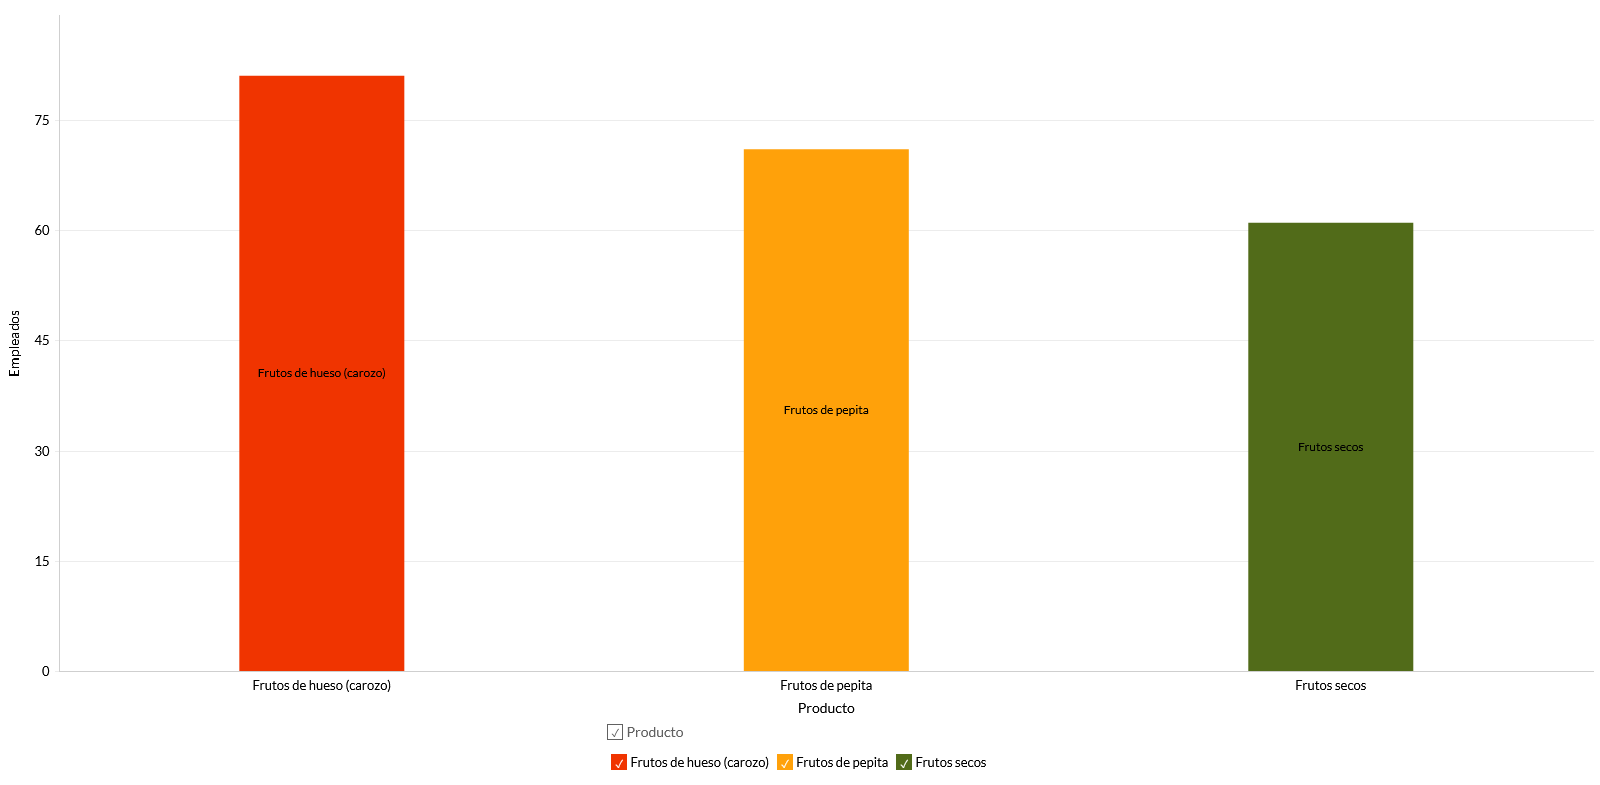 Empleados
75
60
45
30
15
0
Frutos de hueso (carozo)
Frutos de pepita
Frutos secos
Frutos de hueso (carozo) Frutos de pepita Frutos secos
Producto
Producto
Frutos de hueso (carozo) Frutos de pepita Frutos secos